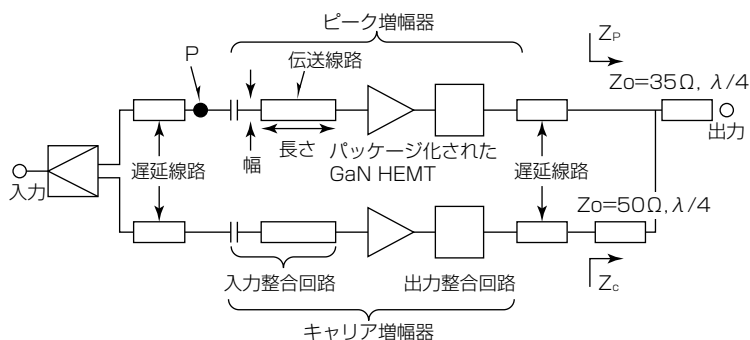 ピーク増幅器
P
伝送線路
Zₚ
Zo=35Ω, λ/4
入力
遅延線路
幅
長さ
パッケージ化された
GaN HEMT
遅延線路
出力
Zo=50Ω,λ/4
入力整合回路
出力整合回路
Z꜀
キャリア増幅器